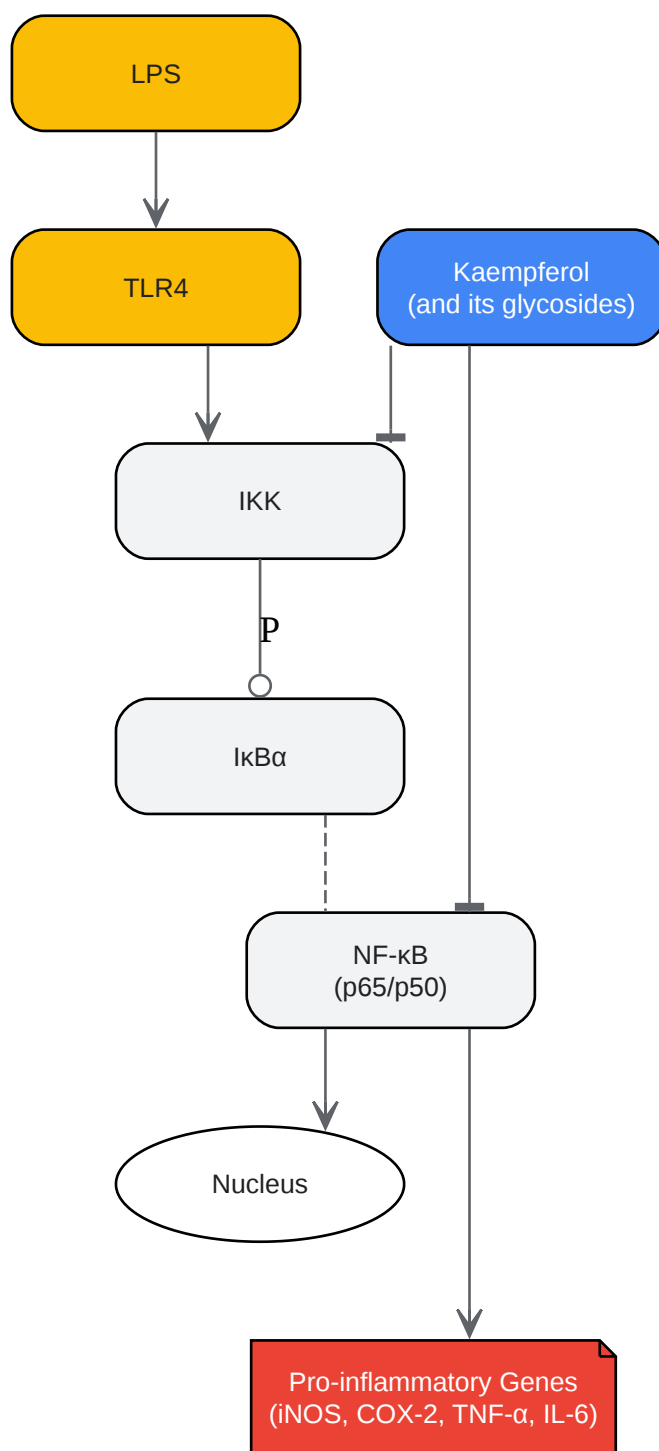 LPS
TLR4
Kaempferol
(and its glycosides)
IKK
P
IκBα
NF-κB
(p65/p50)
Nucleus
Pro-inflammatory Genes
(iNOS, COX-2, TNF-α, IL-6)